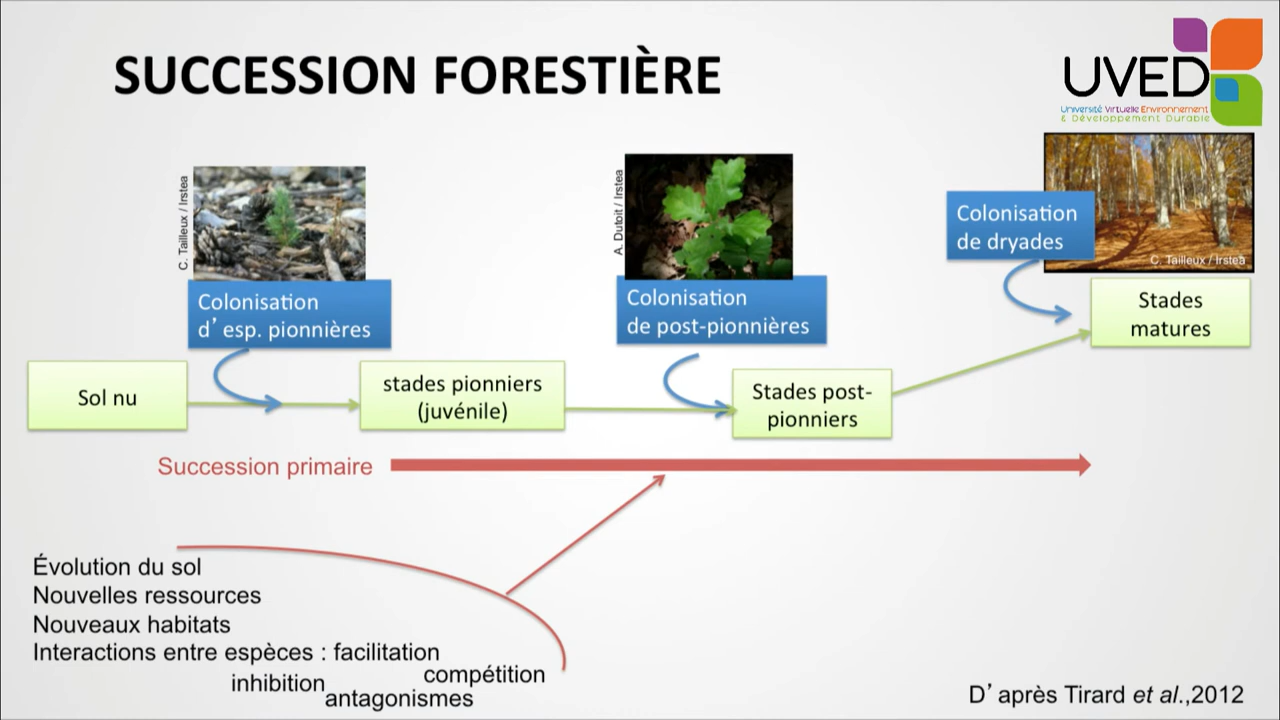 SUCCESSION FORESTIÈRE
UVED
Université Virtuelle Environnement
& Développement Durable
C. Tailleux / Irstea
A. Dutoit / Irstea
C. Tailleux / Irstea
Colonisation
d'esp. pionnières
Colonisation
de post-pionnières
Colonisation
de dryades
Sol nu
stades pionniers
(juvénile)
Stades post-
pionniers
Stades
matures
Succession primaire
Évolution du sol
Nouvelles ressources
Nouveaux habitats
Interactions entre espèces : facilitation
compétition
inhibition
antagonismes
D'après Tirard et al.,2012